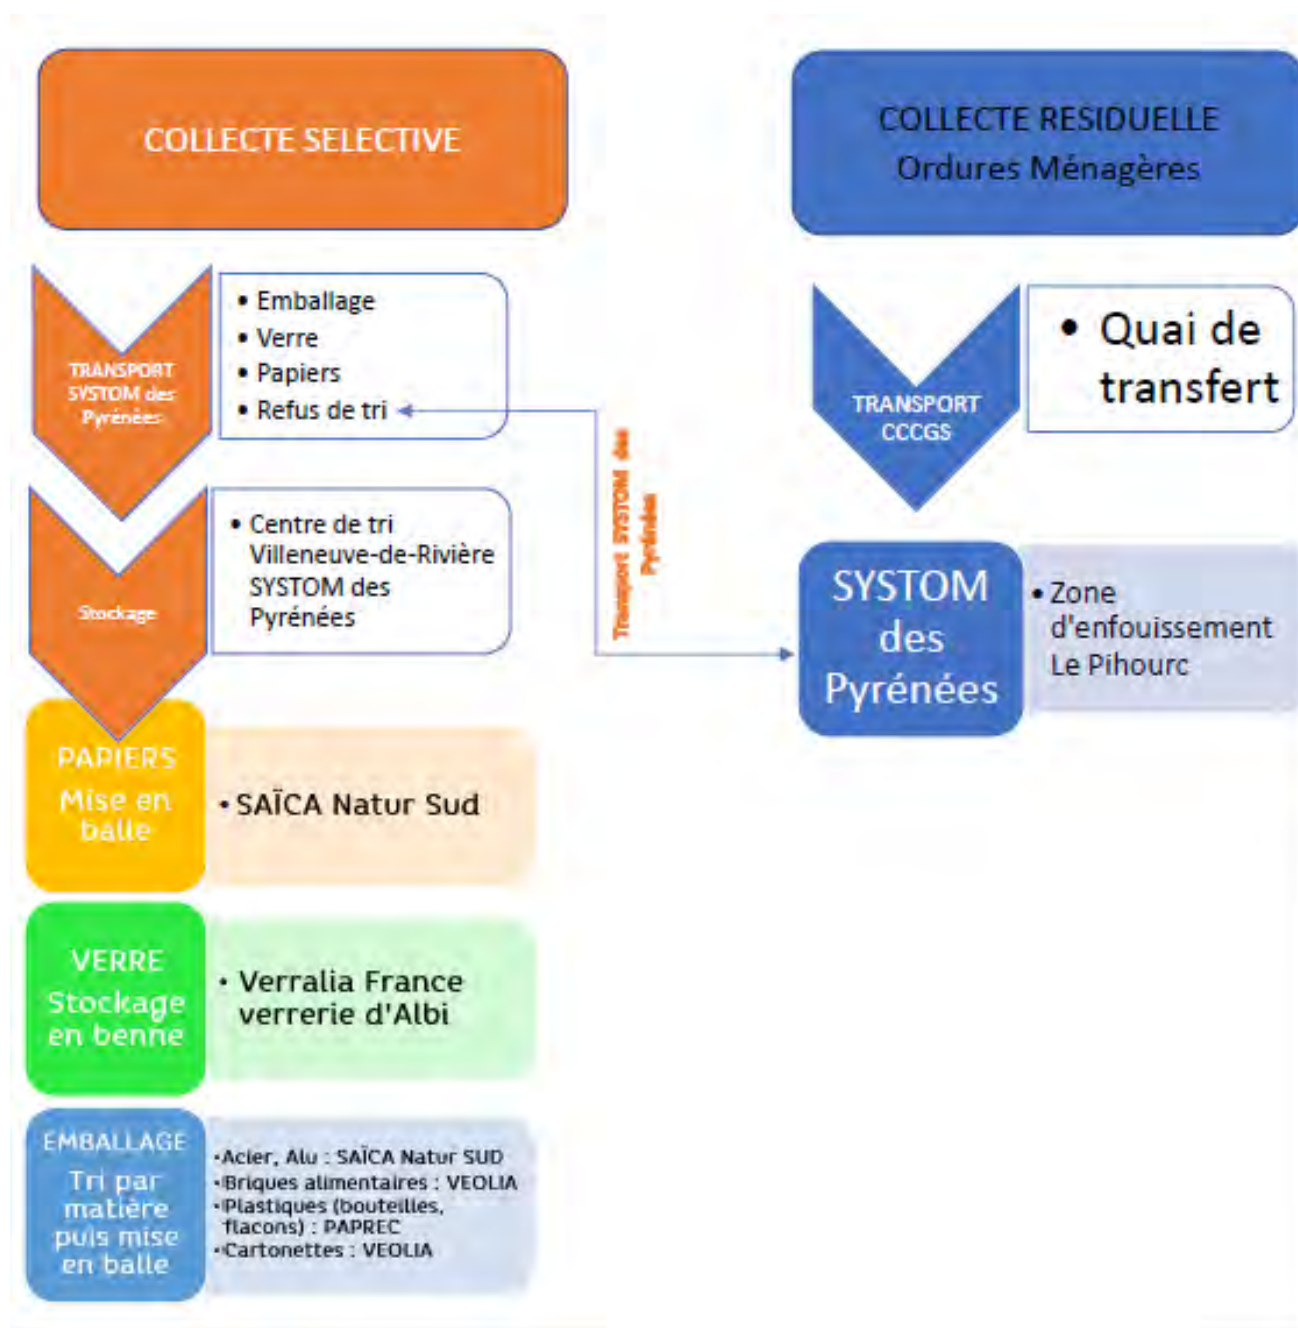 COLLECTE SELECTIVE
TRANSPORT
SYSTOM des
Pyrénées
• Emballage
• Verre
• Papiers
• Refus de tri
Stockage
• Centre de tri
Villeneuve-de-Rivière
SYSTOM des
Pyrénées
PAPIERS
Mise en
balle
• SAÏCA Natur Sud
VERRE
Stockage
en benne
• Verralia France
verrerie d'Albi
EMBALLAGE
Tri par
matière
puis mise
en balle
• Acier, Alu : SAÏCA Natur SUD
• Briques alimentaires : VEOLIA
• Plastiques (bouteilles,
flacons) : PAPREC
• Cartonettes : VEOLIA
Transport SYSTOM des
Pyrénées
COLLECTE RESIDUELLE
Ordures Ménagères
TRANSPORT
CCCGS
• Quai de
transfert
SYSTOM
des
Pyrénées
• Zone
d'enfouissement
Le Pihourc